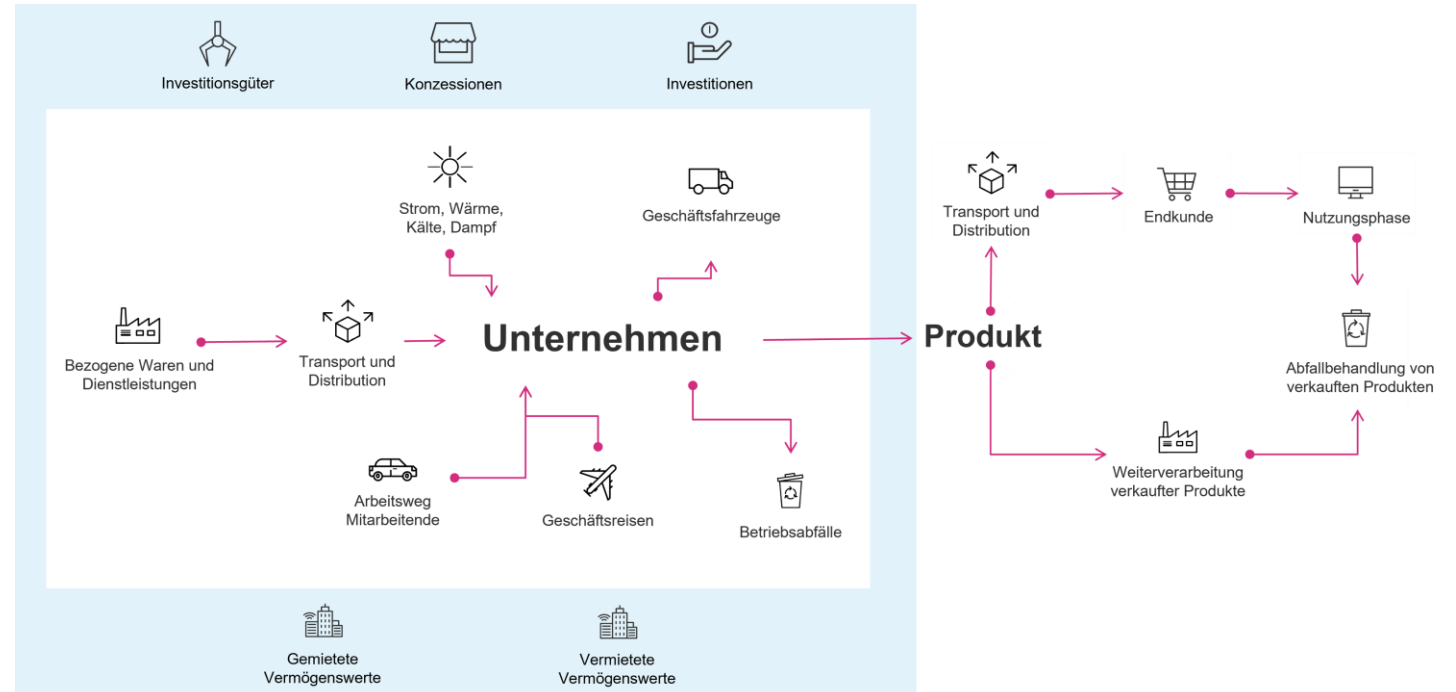 Investitionsgüter
Konzessionen
Investitionen
Strom, Wärme,
Kälte, Dampf
Geschäftsfahrzeuge
Bezogene Waren und
Dienstleistungen
Transport und
Distribution
Unternehmen
Arbeitsweg
Mitarbeitende
Geschäftsreisen
Betriebsabfälle
Gemietete
Vermögenswerte
Vermietete
Vermögenswerte
Produkt
Transport und
Distribution
Endkunde
Nutzungsphase
Abfallbehandlung von
verkauften Produkten
Weiterverarbeitung
verkaufter Produkte